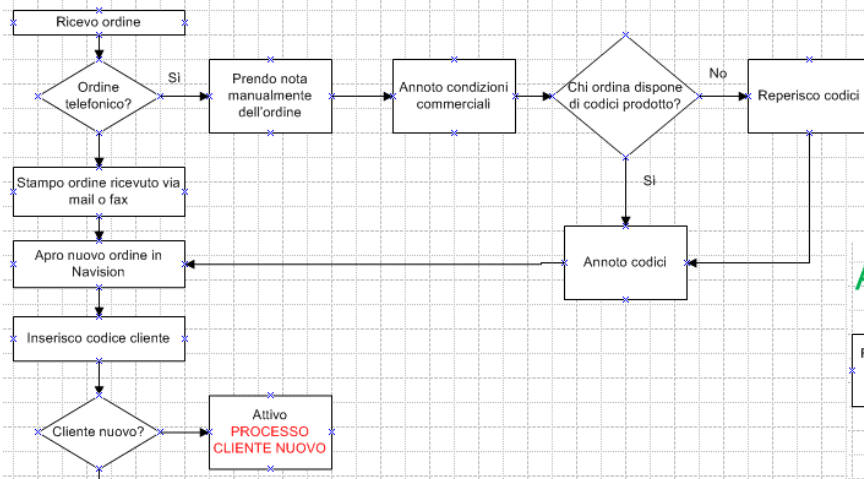 Ricevo ordine
Ordine
telefonico?
Sì
Prendo nota
manualmente
dell'ordine
Annoto condizioni
commerciali
Chi ordina dispone
di codici prodotto?
No
Reperisco codici
Sì
Stampo ordine ricevuto via
mail o fax
Apro nuovo ordine in
Navision
Annoto codici
Inserisco codice cliente
Cliente nuovo?
Attivo
PROCESSO
CLIENTE NUOVO